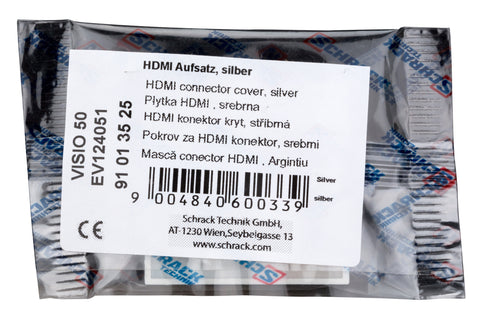 HDMI Aufsatz, silber
HDMI connector cover, silver
Plytka HDMI , srebrna
HDMI konektor kryt, stříbrná
Pokrov za HDMI konektor, srebrni
Mască conector HDMI , Argintiu
VISIO 50
EV124051
91 01 35 25
CE
Silver
silber
9 004840 600339
Schrack Technik GmbH,
AT-1230 Wien,Seybelgasse 13
www.schrack.com
SCHRACK
TECHNIK